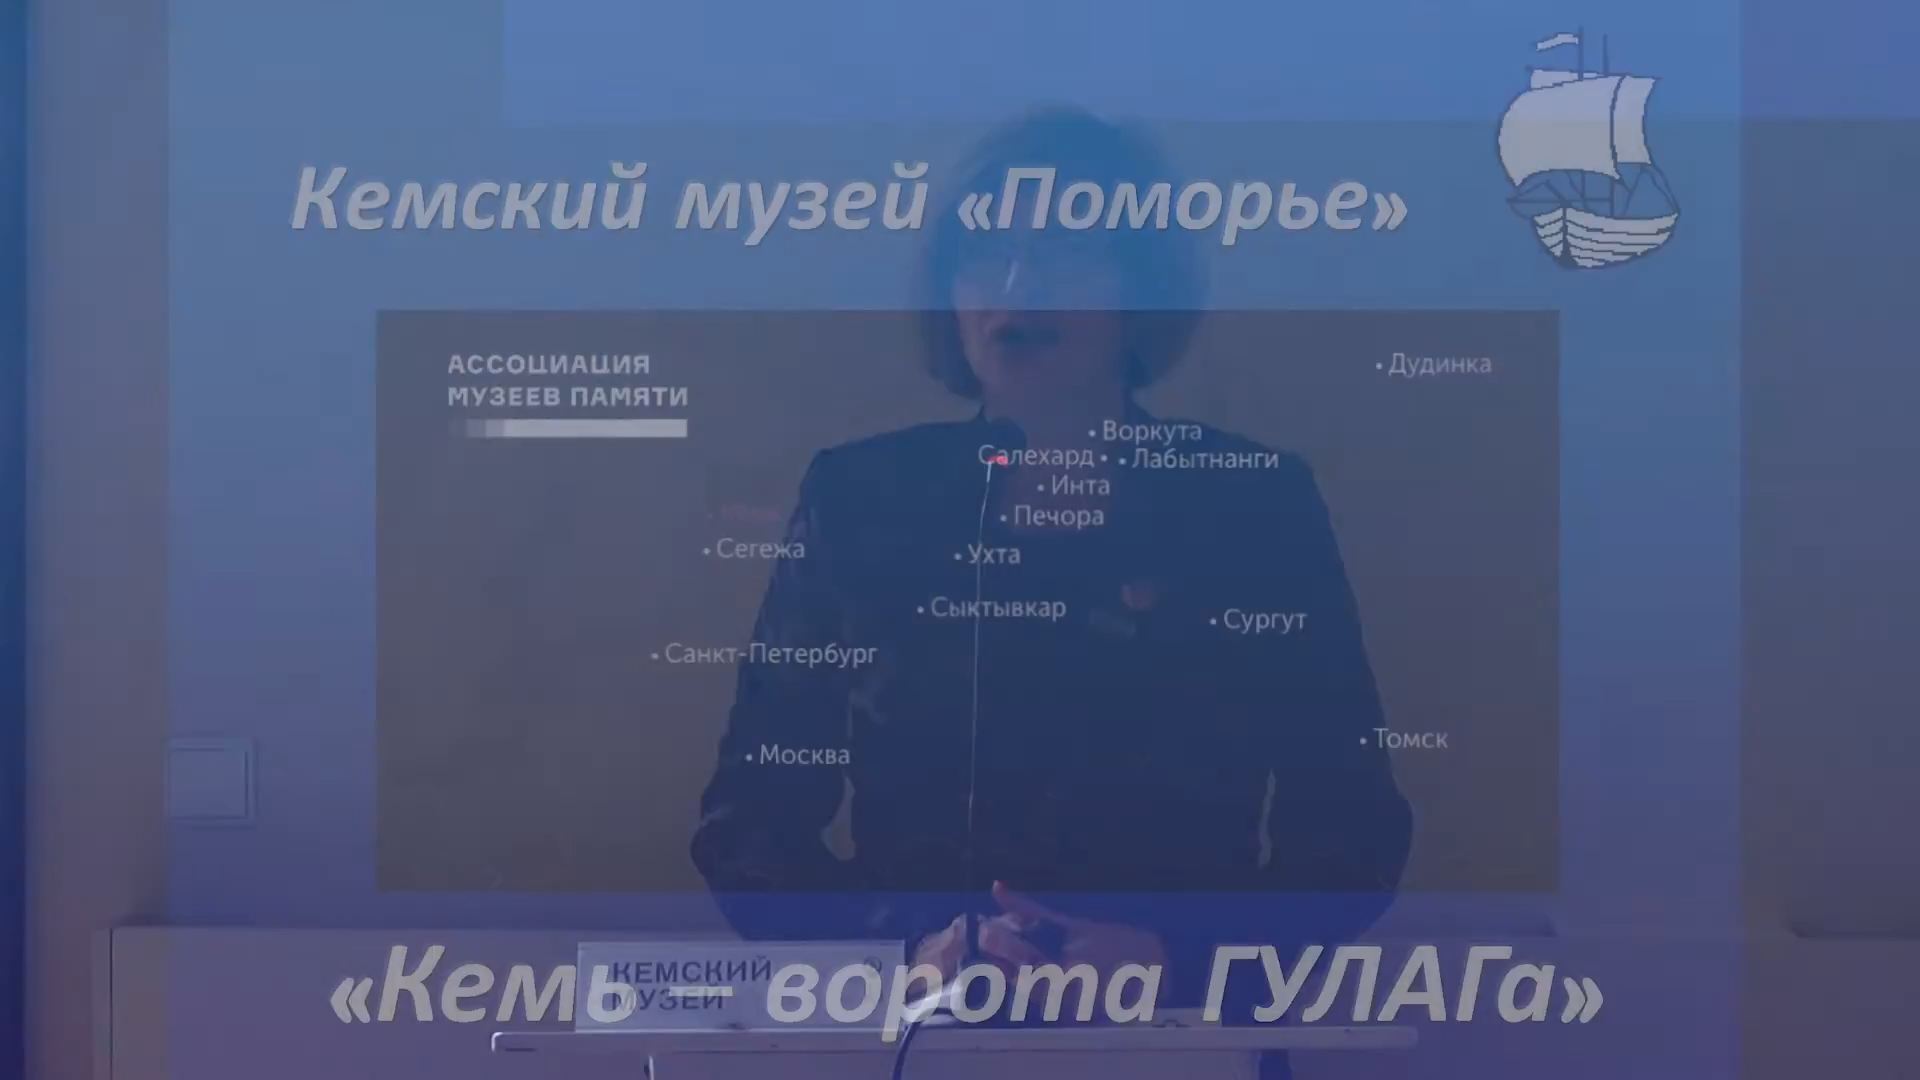 Кемский музей «Поморье»
АССОЦИАЦИЯ
МУЗЕЕВ ПАМЯТИ
• Дудинка
• Воркута
Салехард •
• Лабытнанги
• Инта
• Печора
• Сегежа
• Ухта
• Сыктывкар
• Сургут
• Санкт-Петербург
• Томск
• Москва
«Кемь – ворота ГУЛАГа»
КЕМСКИЙ
МУЗЕЙ